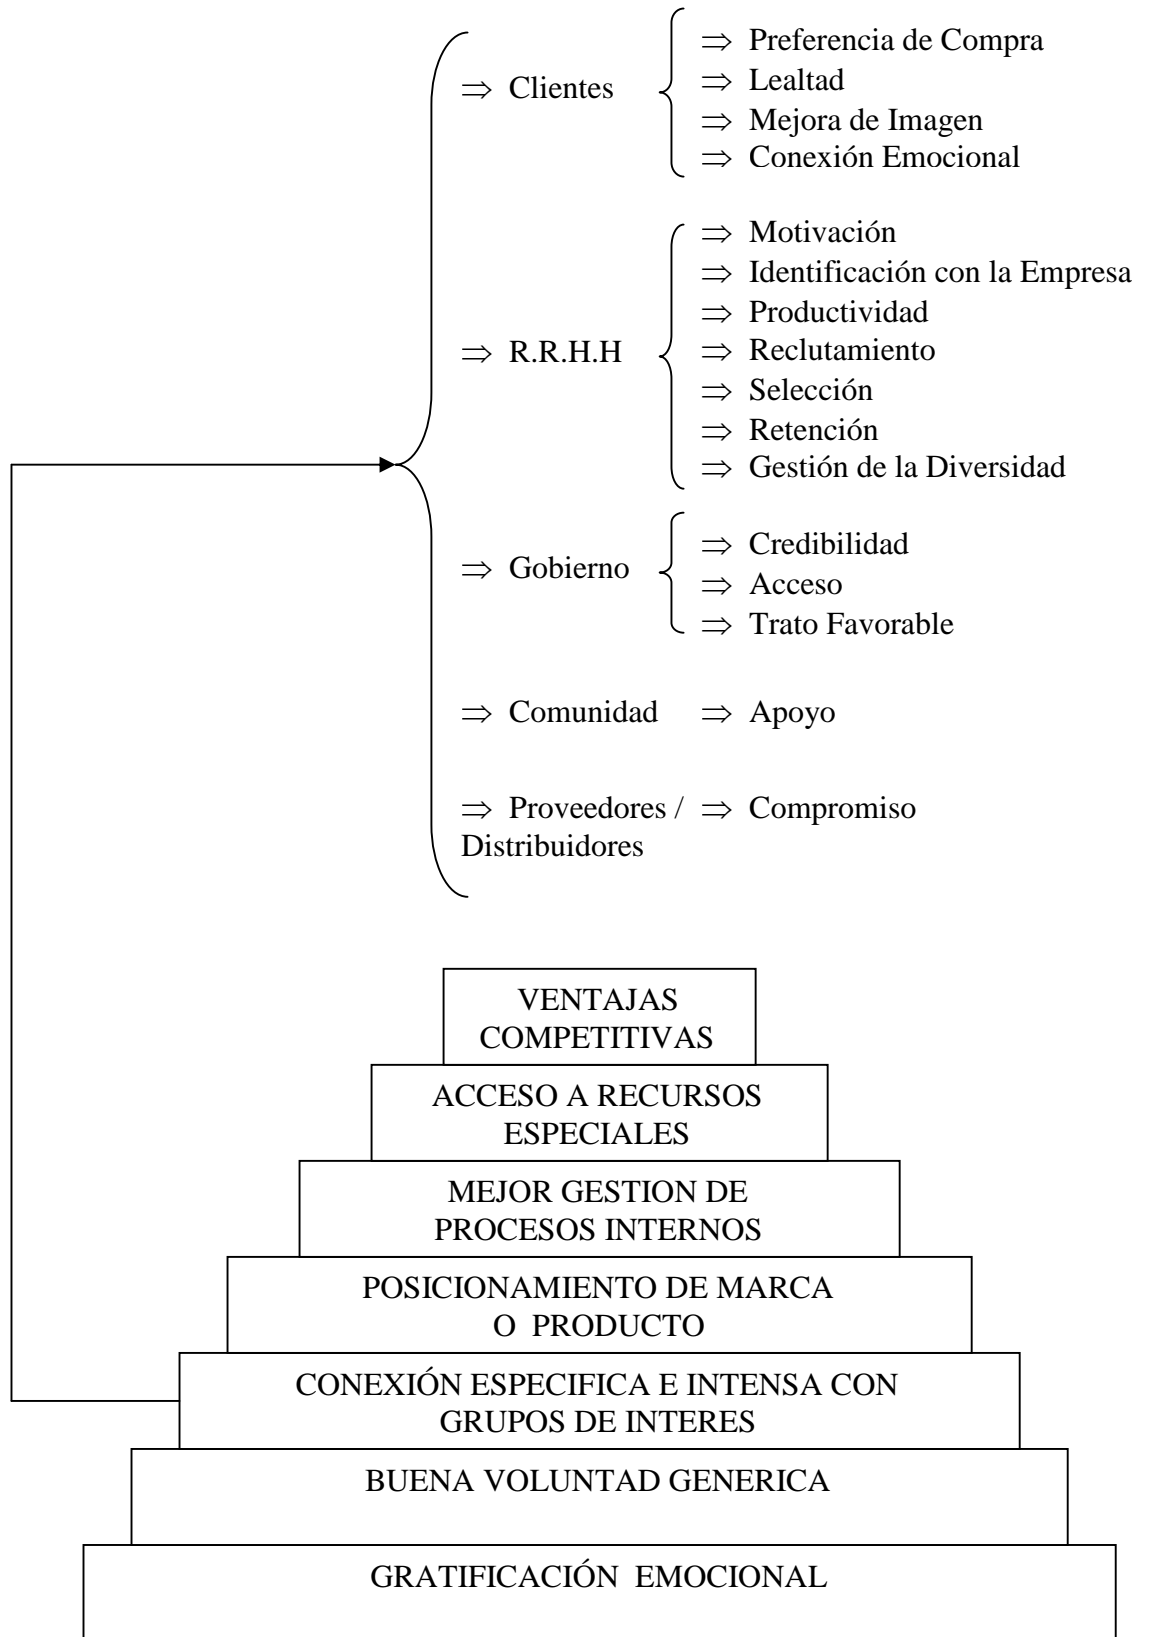 ⇒ Clientes
⇒ Preferencia de Compra
⇒ Lealtad
⇒ Mejora de Imagen
⇒ Conexión Emocional
⇒ R.R.H.H
⇒ Motivación
⇒ Identificación con la Empresa
⇒ Productividad
⇒ Reclutamiento
⇒ Selección
⇒ Retención
⇒ Gestión de la Diversidad
⇒ Gobierno
⇒ Credibilidad
⇒ Acceso
⇒ Trato Favorable
⇒ Comunidad
⇒ Apoyo
⇒ Proveedores /
Distribuidores
⇒ Compromiso
VENTAJAS
COMPETITIVAS
ACCESO A RECURSOS
ESPECIALES
MEJOR GESTION DE
PROCESOS INTERNOS
POSICIONAMIENTO DE MARCA
O PRODUCTO
CONEXIÓN ESPECIFICA E INTENSA CON
GRUPOS DE INTERES
BUENA VOLUNTAD GENERICA
GRATIFICACIÓN EMOCIONAL